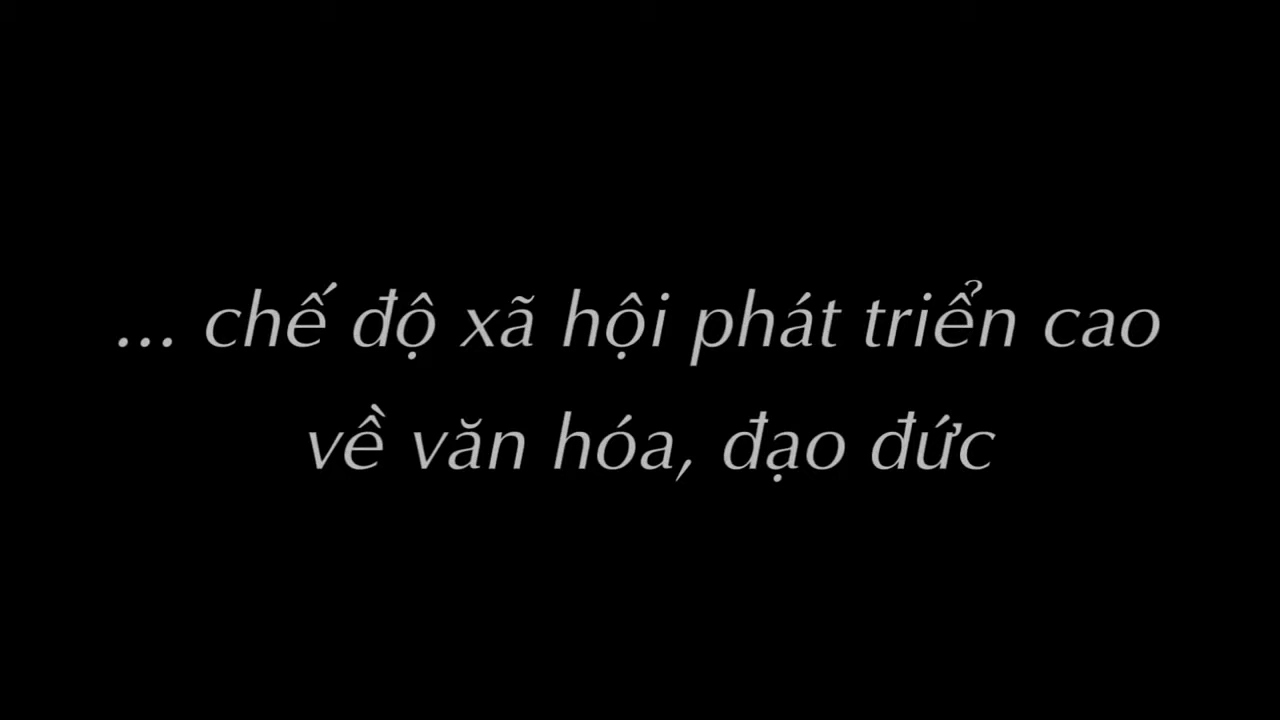 ... chế độ xã hội phát triển cao
về văn hóa, đạo đức